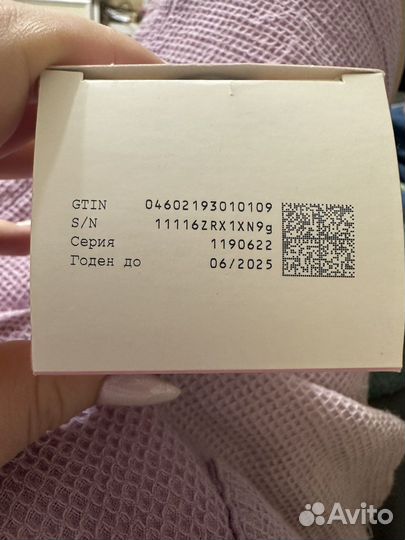 GTIN 04602193010109
S/N 11116ZRX1XN9g
Серия 1190622
Годен до 06/2025
Avito